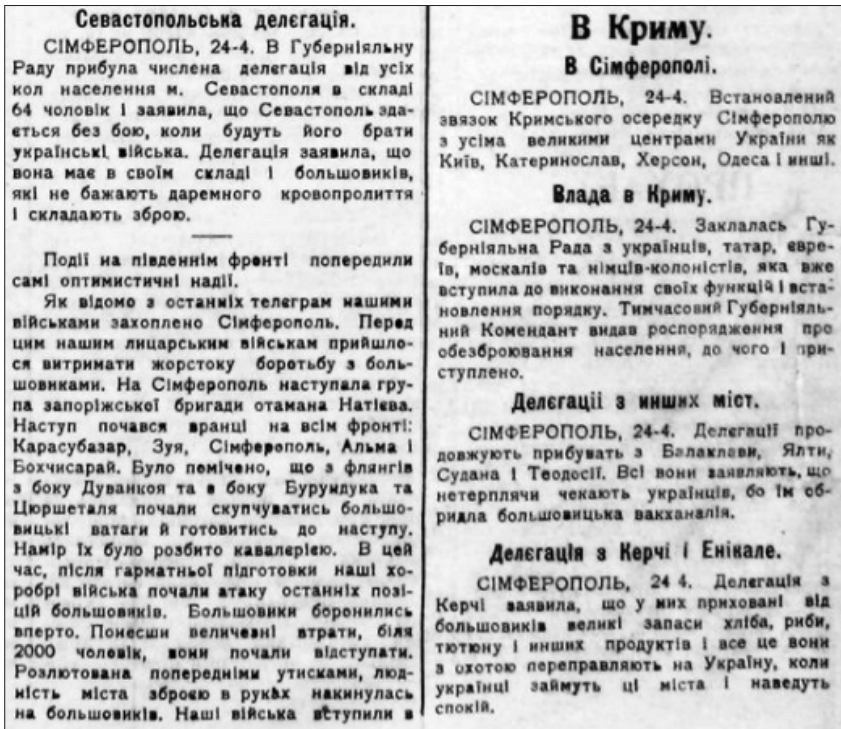 Севастопольська делєгація.
СІМФЕРОПОЛЬ, 24-4. В Губерніяльну
Раду прибула числена делєгація від усіх
кол населення м. Севастополя в складі
64 чоловік і заявила, що Севастополь зда-
ється без бою, коли будуть його брати
українські війська. Делєгація заявила, що
вона має в своїм складі і большовиків,
які не бажають даремного кровопролиття
і складають зброю.
Події на південнім фронті попередили
самі оптимистичні надії.
Як відомо з останніх телєграм нашими
військами захоплено Сімферополь. Перед
цим нашим лицарським військам прийшло-
ся витримати жорстоку боротьбу з боль-
шовиками. На Сімферополь наступала гру-
па запоріжської бригади отамана Натієва.
Наступ почався вранці на всім фронті:
Карасубазар, Зуя, Сімферополь, Альма і
Бохчисарай. Було помічено, що з флянгів
з боку Дуванкоя та в боку Бурундука та
Цюрштеталя почали скупчуватись большо-
вицькі ватаги й готовитись до наступу.
Намір їх було розбито кавалерією. В цей
час, після гарматньої підготовки наші хо-
робрі війська почали атаку останніх пози-
цій большовиків. Большовики боронились
вперто. Понесши величезні втрати, біля
2000 чоловік, вони почали відступати.
Розлютована попередніми утисками, люд-
ність міста зброєю в руках накинулась
на большовиків. Наші війська вступили в
В Криму.
В Сімферополі.
СІМФЕРОПОЛЬ, 24-4. Встановлений
звязок Кримського осередку Сімферополю
з усіма великими центрами України як
Київ, Катеринослав, Херсон, Одеса і инші.
Влада в Криму.
СІМФЕРОПОЛЬ, 24-4. Заклалась Гу-
берніяльна Рада з українців, татар, євре-
їв, москалів та німців-колоністів, яка вже
вступила до виконання своїх функцій і вста-
новлення порядку. Тимчасовий Губерніяль-
ний Комендант видав роспорядження про
обезброювання населення, до чого і при-
ступлено.
Делєгації з инших міст.
СІМФЕРОПОЛЬ, 24-4. Делєгації про-
довжують прибувать з Балаклави, Ялти,
Судана і Теодосії. Всі вони заявляють, що
нетерплячи чекають українців, бо їм об-
ридла большовицька вакханалія.
Делєгація з Керчі і Енікале.
СІМФЕРОПОЛЬ, 24 4. Делєгація з
Керчі заявила, що у них приховані від
большовиків великі запаси хліба, риби,
тютюну і инших продуктів і все це вони
з охотою переправляють на Україну, коли
українці займуть ці міста і наведуть
спокій.